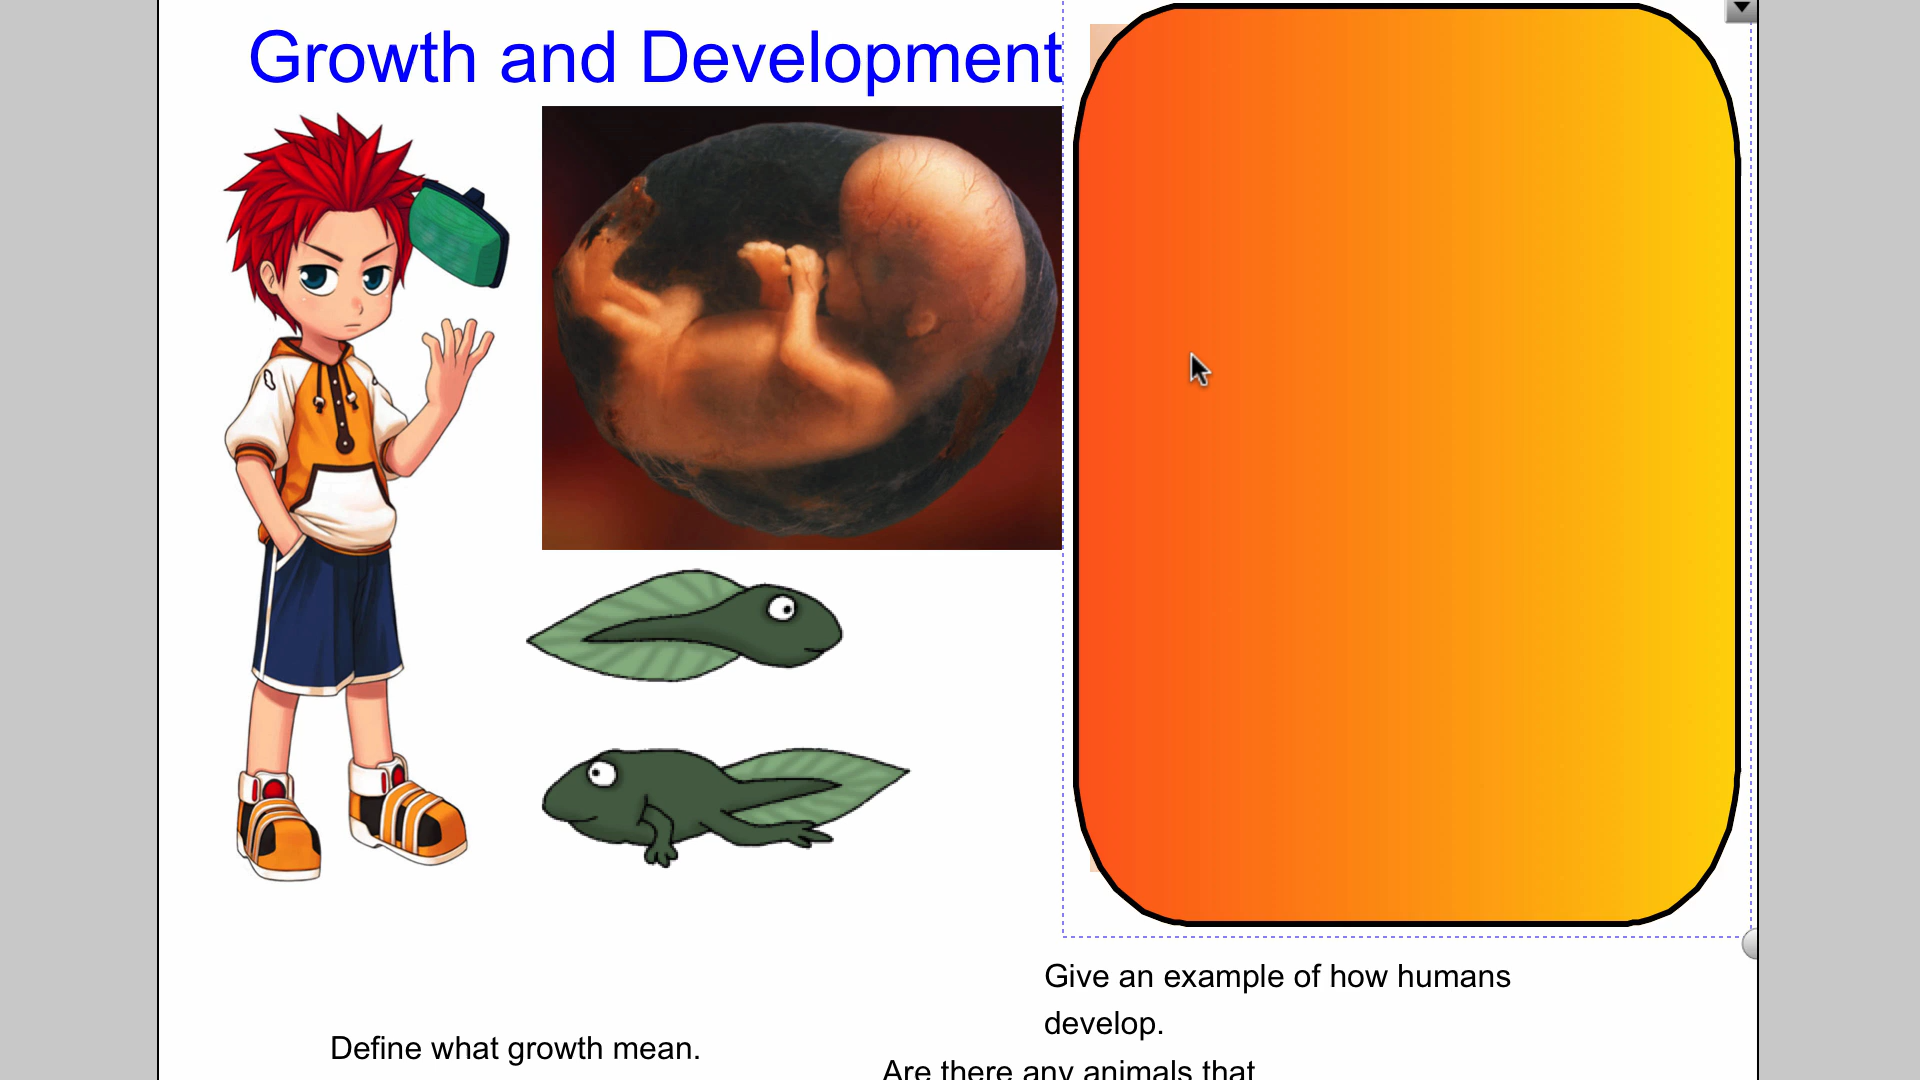 Growth and Development
Give an example of how humans
develop.
Define what growth mean.
Are there any animals that